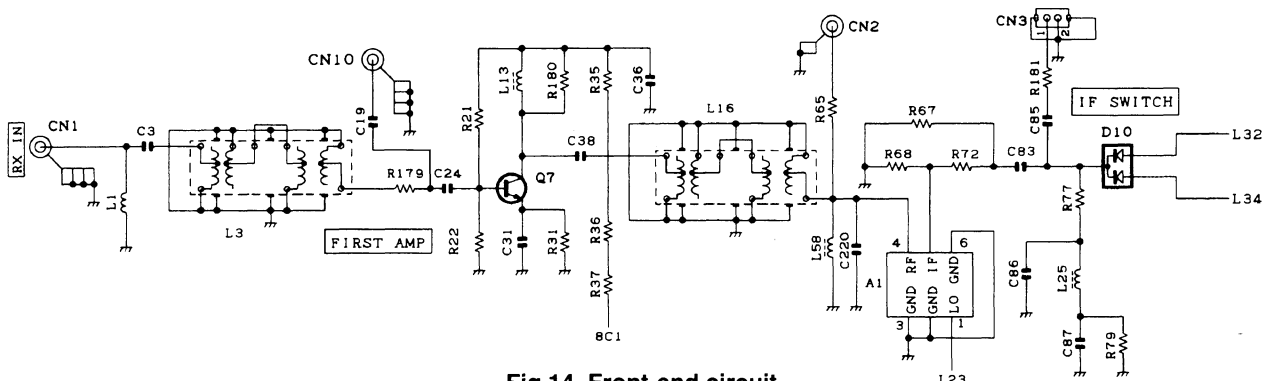 RX IN
CN1
L1
C3
L3
CN10
C19
R179
C24
FIRST AMP
R21
R22
L13
R180
Q7
C31
R31
R35
R36
R37
8C1
C36
C38
L16
CN2
R65
L58
C220
R67
R68
R72
4
6
RF
IF
GND
A1
GND
GND
LO
3
1
L23
C83
CN3
1
2
R181
C85
IF SWITCH
D10
L32
L34
R77
C86
L25
C87
R79
Fig 14. Front-end circuit